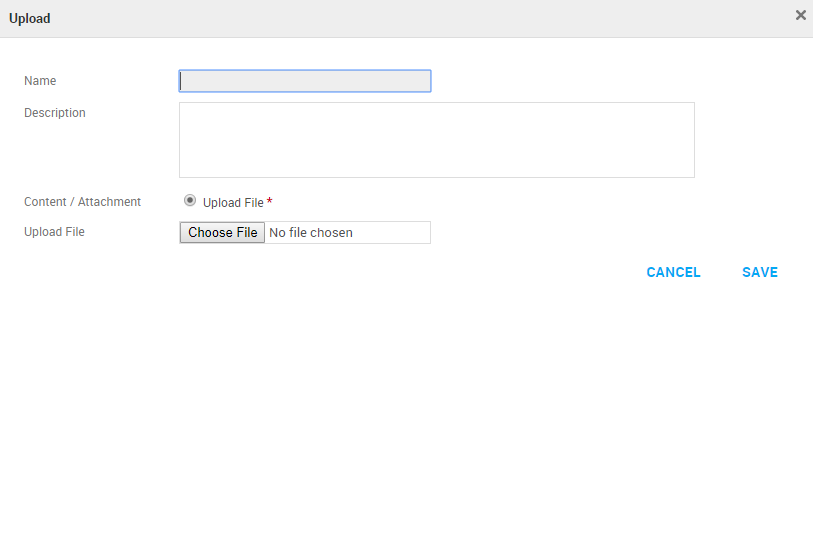 Upload
Name
Description
Content / Attachment
Upload File *
Upload File
Choose File No file chosen
CANCEL SAVE